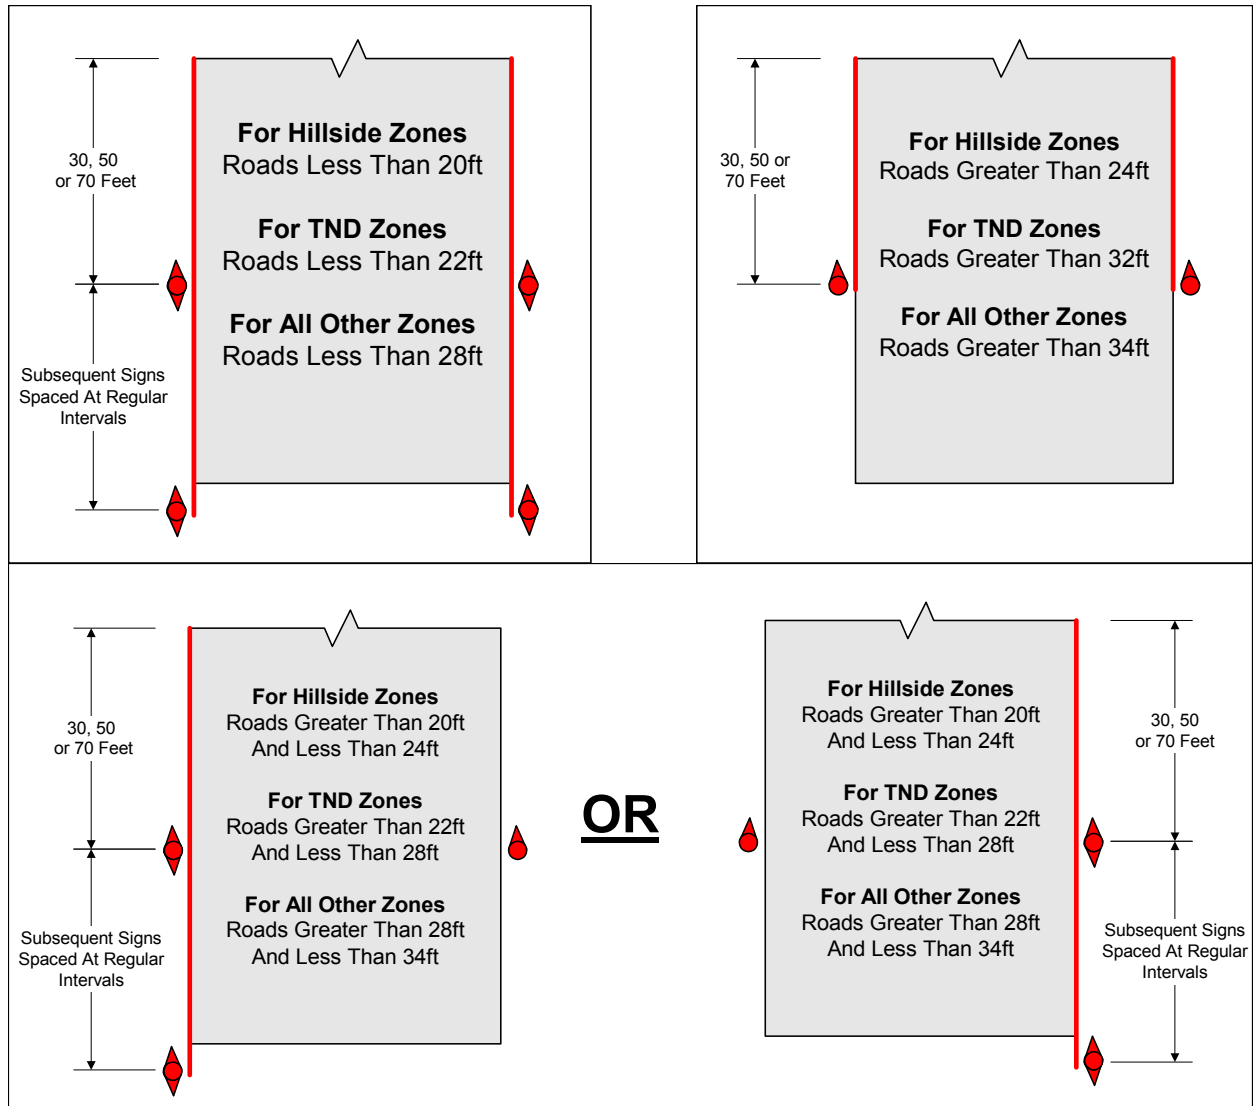 30, 50
or 70 Feet
Subsequent Signs
Spaced At Regular
Intervals
For Hillside Zones
Roads Less Than 20ft
For TND Zones
Roads Less Than 22ft
For All Other Zones
Roads Less Than 28ft
30, 50 or
70 Feet
For Hillside Zones
Roads Greater Than 24ft
For TND Zones
Roads Greater Than 32ft
For All Other Zones
Roads Greater Than 34ft
30, 50
or 70 Feet
Subsequent Signs
Spaced At Regular
Intervals
For Hillside Zones
Roads Greater Than 20ft
And Less Than 24ft
For TND Zones
Roads Greater Than 22ft
And Less Than 28ft
For All Other Zones
Roads Greater Than 28ft
And Less Than 34ft
OR
For Hillside Zones
Roads Greater Than 20ft
And Less Than 24ft
For TND Zones
Roads Greater Than 22ft
And Less Than 28ft
For All Other Zones
Roads Greater Than 28ft
And Less Than 34ft
30, 50
or 70 Feet
Subsequent Signs
Spaced At Regular
Intervals